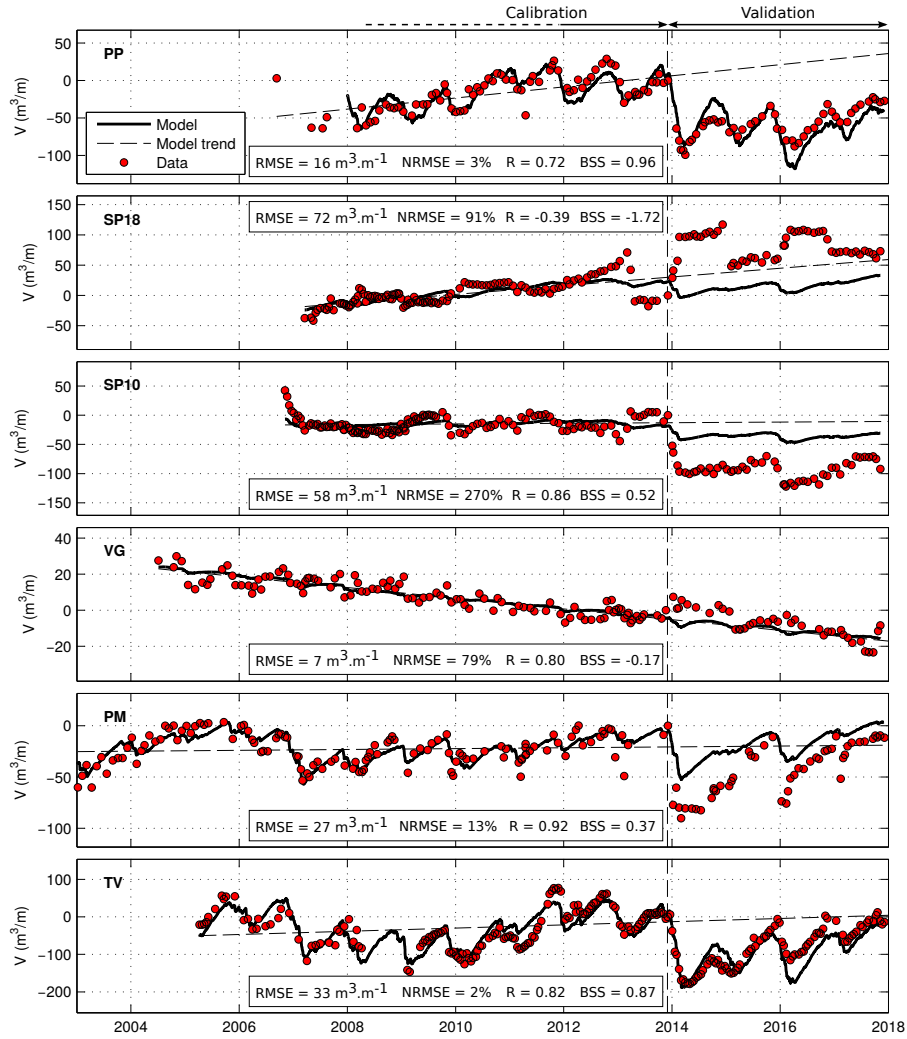 Calibration Validation
PP
V (m³/m)
50
0
−50
−100
Model
Model trend
Data
RMSE = 16 m³.m⁻¹ NRMSE = 3% R = 0.72 BSS = 0.96
SP18
V (m³/m)
150
100
50
0
−50
RMSE = 72 m³.m⁻¹ NRMSE = 91% R = -0.39 BSS = -1.72
SP10
V (m³/m)
50
0
−50
−100
−150
RMSE = 58 m³.m⁻¹ NRMSE = 270% R = 0.86 BSS = 0.52
VG
V (m³/m)
40
20
0
−20
RMSE = 7 m³.m⁻¹ NRMSE = 79% R = 0.80 BSS = -0.17
PM
V (m³/m)
0
−50
−100
RMSE = 27 m³.m⁻¹ NRMSE = 13% R = 0.92 BSS = 0.37
TV
V (m³/m)
100
0
−100
−200
RMSE = 33 m³.m⁻¹ NRMSE = 2% R = 0.82 BSS = 0.87
2004 2006 2008 2010 2012 2014 2016 2018